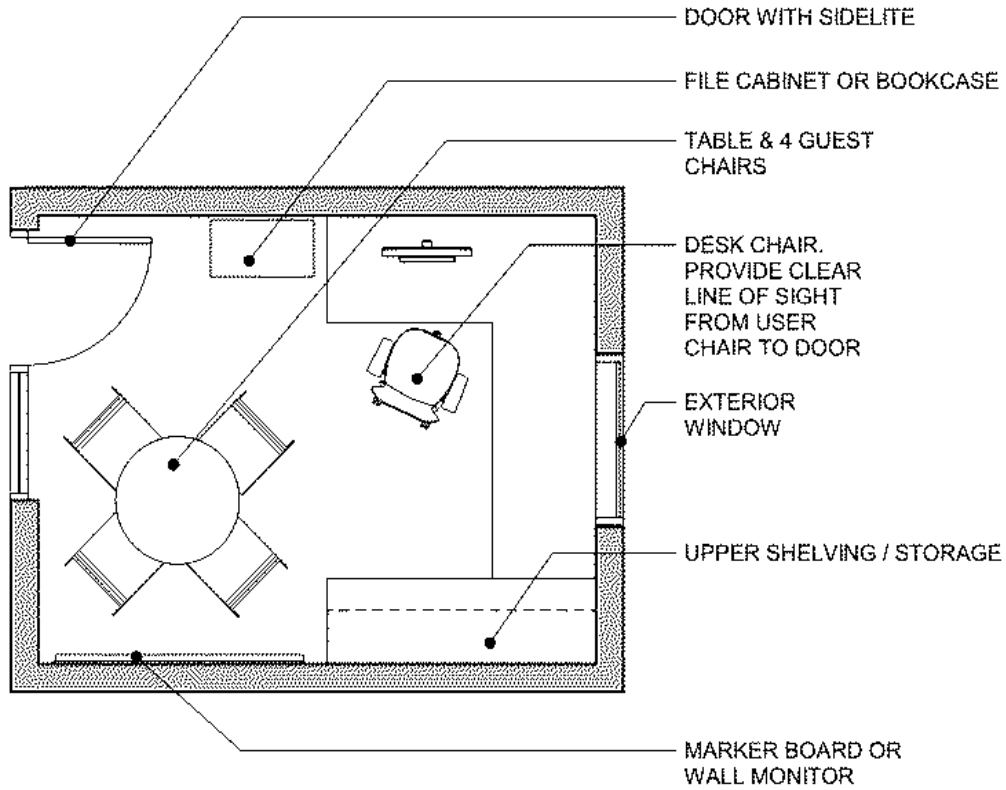 DOOR WITH SIDELITE
FILE CABINET OR BOOKCASE
TABLE & 4 GUEST
CHAIRS
DESK CHAIR.
PROVIDE CLEAR
LINE OF SIGHT
FROM USER
CHAIR TO DOOR
EXTERIOR
WINDOW
UPPER SHELVING / STORAGE
MARKER BOARD OR
WALL MONITOR